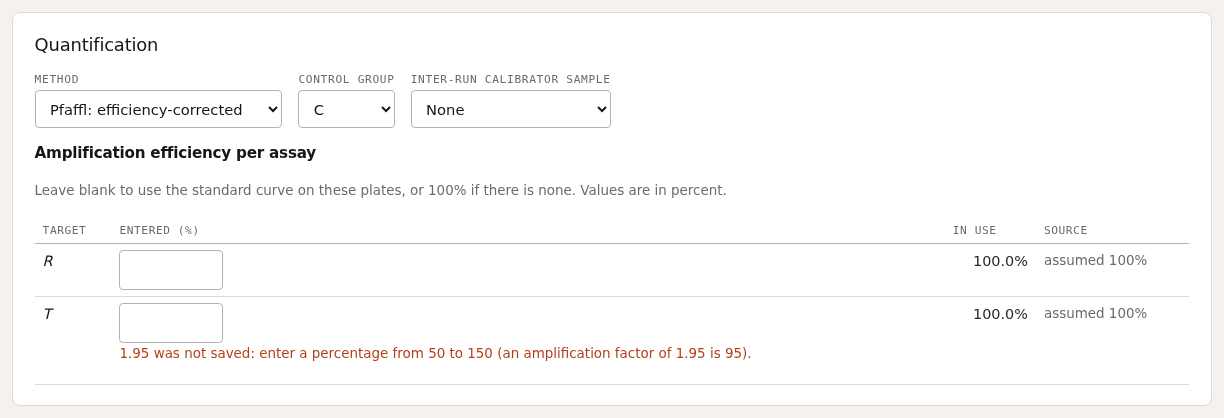 Quantification
METHOD CONTROL GROUP INTER-RUN CALIBRATOR SAMPLE
Pfaffl: efficiency-corrected C None
Amplification efficiency per assay
Leave blank to use the standard curve on these plates, or 100% if there is none. Values are in percent.
TARGET ENTERED (%) IN USE SOURCE
R 100.0% assumed 100%
T 100.0% assumed 100%
1.95 was not saved: enter a percentage from 50 to 150 (an amplification factor of 1.95 is 95).